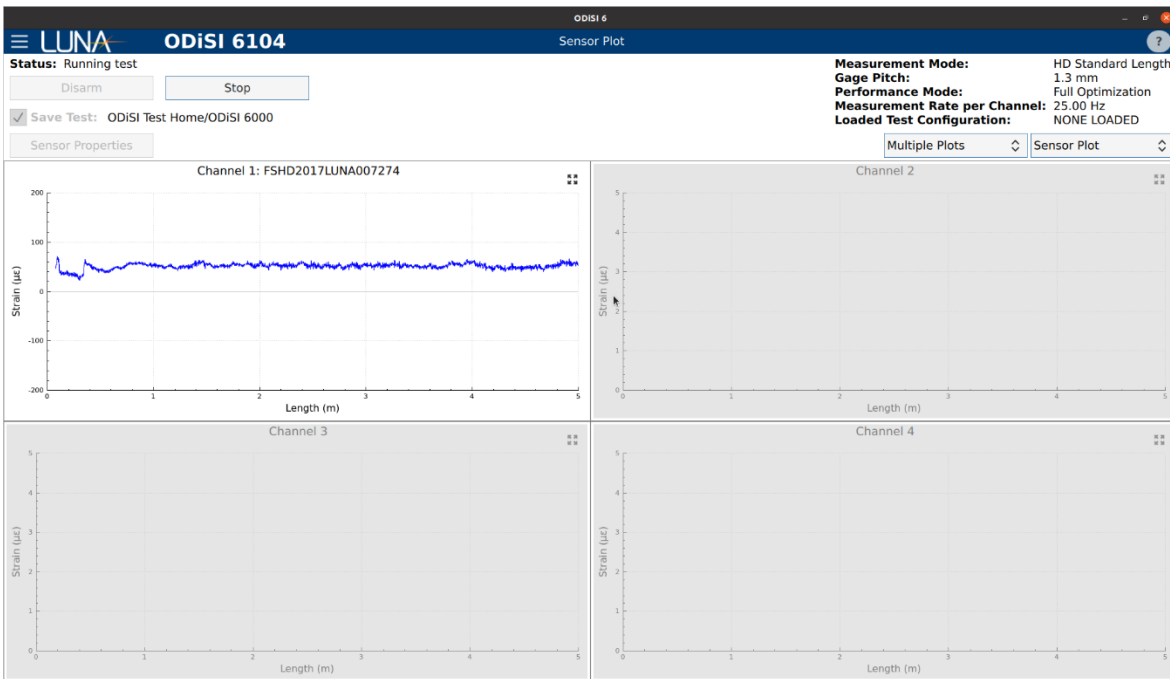 ODiSI 6
LUNA ODiSI 6104 Sensor Plot ?
Status: Running test
Disarm Stop
Save Test: ODiSI Test Home/ODiSI 6000
Sensor Properties
Measurement Mode: HD Standard Length
Gage Pitch: 1.3 mm
Performance Mode: Full Optimization
Measurement Rate per Channel: 25.00 Hz
Loaded Test Configuration: NONE LOADED
Multiple Plots Sensor Plot
Channel 1: FSHD2017LUNA007274
200
100
0
-100
-200
Strain (με)
0 1 2 3 4 5
Length (m)
Channel 2
5
4
3
2
1
0
Strain (με)
0 1 2 3 4 5
Length (m)
Channel 3
5
4
3
2
1
0
Strain (με)
0 1 2 3 4 5
Length (m)
Channel 4
5
4
3
2
1
0
Strain (με)
0 1 2 3 4 5
Length (m)